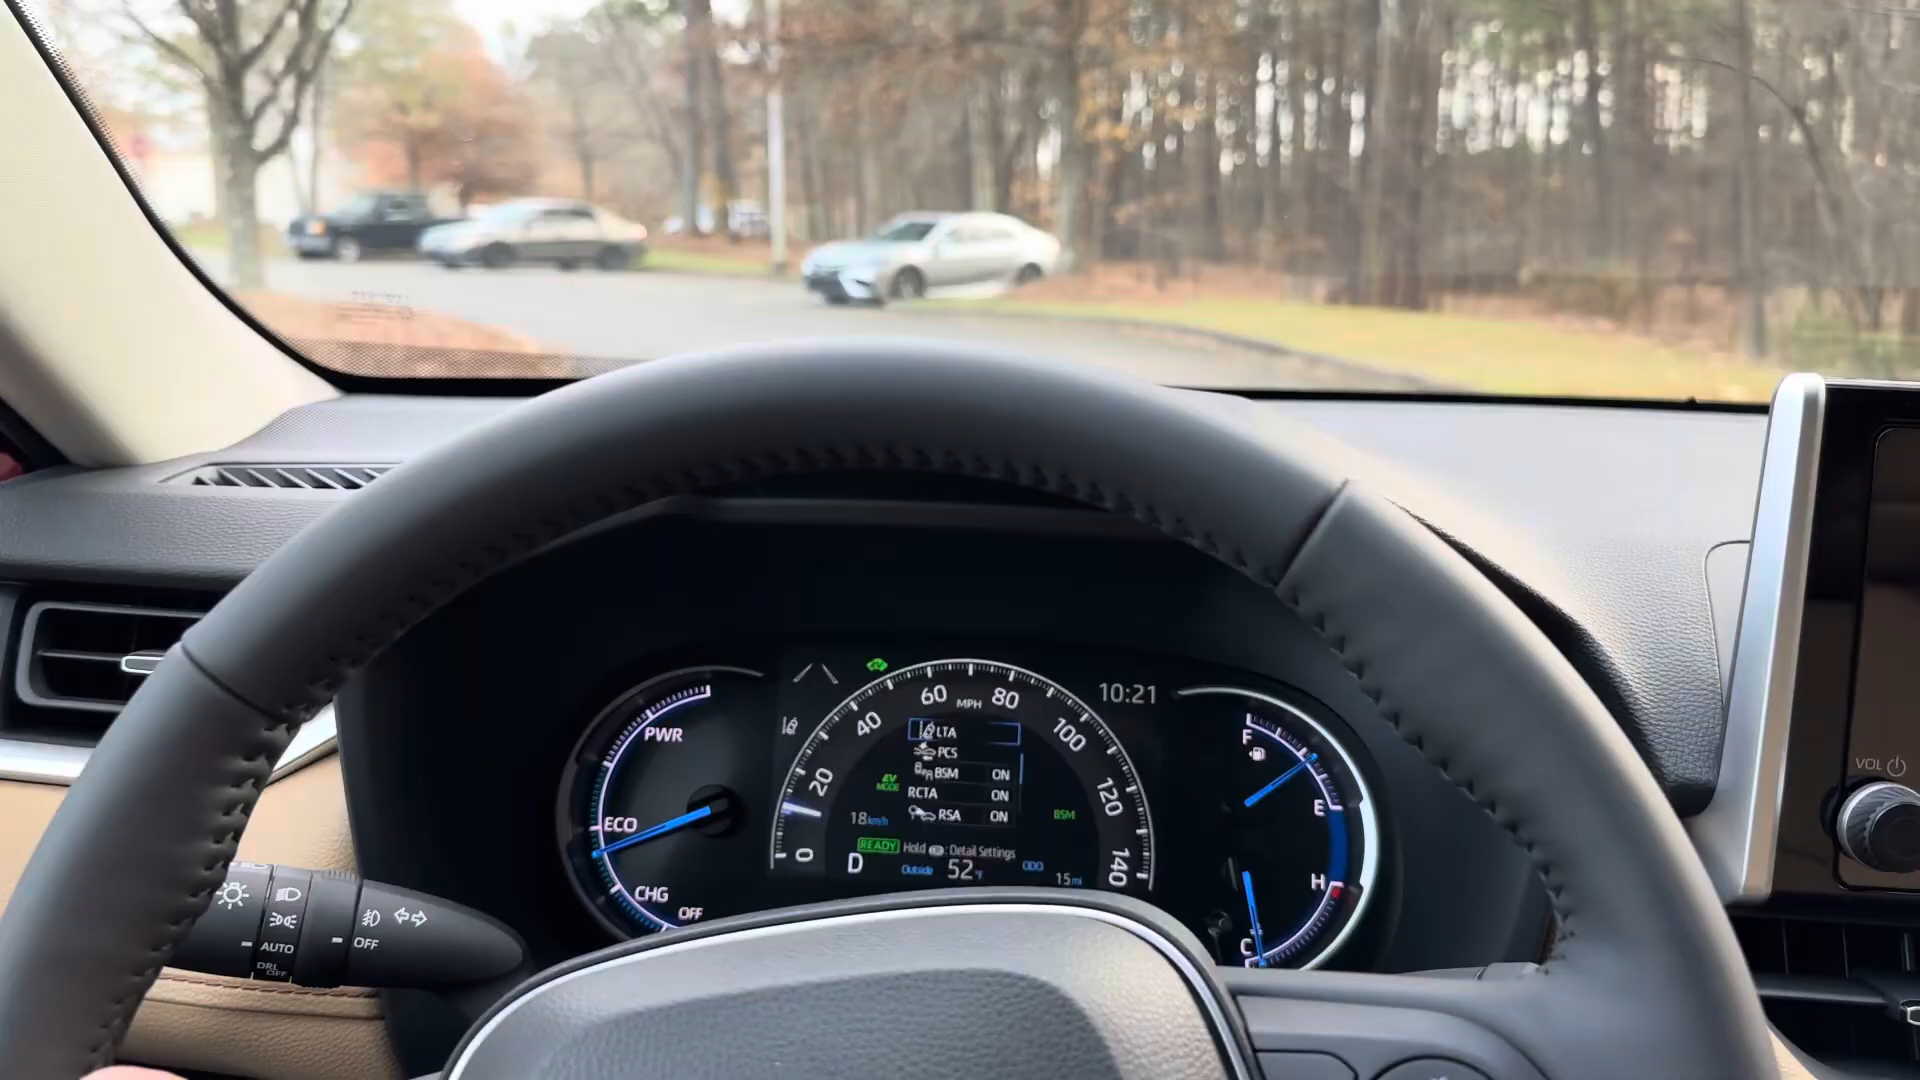 10:21
60 MPH 80
40
100
20
120
0
140
LTA
PCS
BSM ON
RCTA ON
RSA ON
EV
MODE
BSM
18km/h
READY Hold : Detail Settings
D
Outside 52°F
ODO
15mi
PWR
ECO
CHG
OFF
F
E
H
C
AUTO
DRL
OFF
OFF
VOL